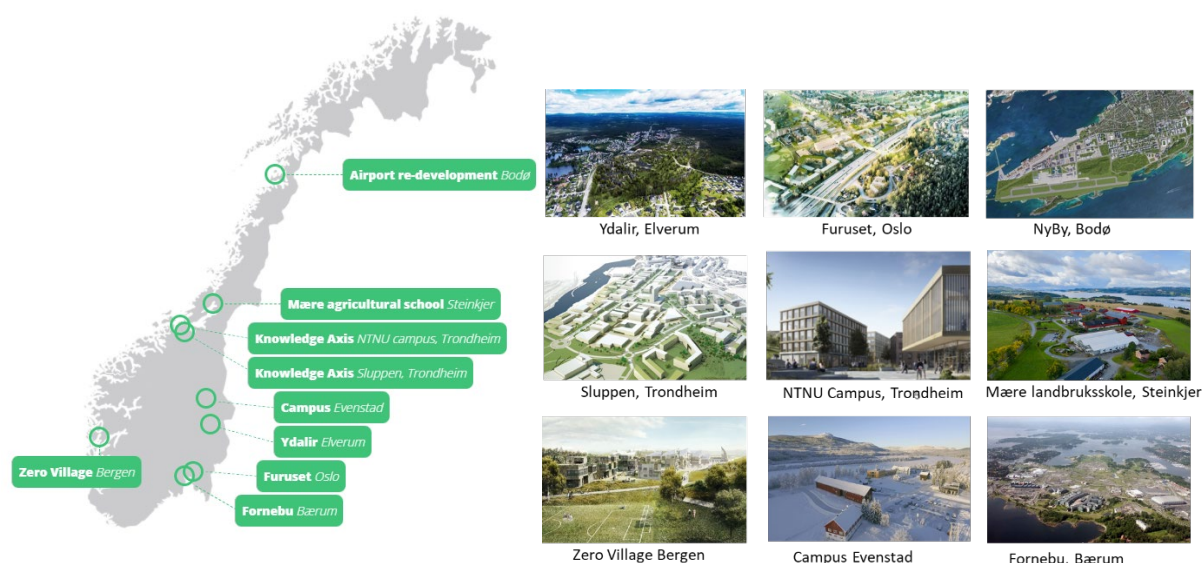 Airport re-development Bodø
Mære agricultural school Steinkjer
Knowledge Axis NTNU campus, Trondheim
Knowledge Axis Sluppen, Trondheim
Campus Evenstad
Ydalir Elverum
Zero Village Bergen
Furuset Oslo
Fornebu Bærum
Ydalir, Elverum
Furuset, Oslo
NyBy, Bodø
Sluppen, Trondheim
NTNU Campus, Trondheim
Mære landbruksskole, Steinkjer
Zero Village Bergen
Campus Evenstad
Fornebu, Bærum